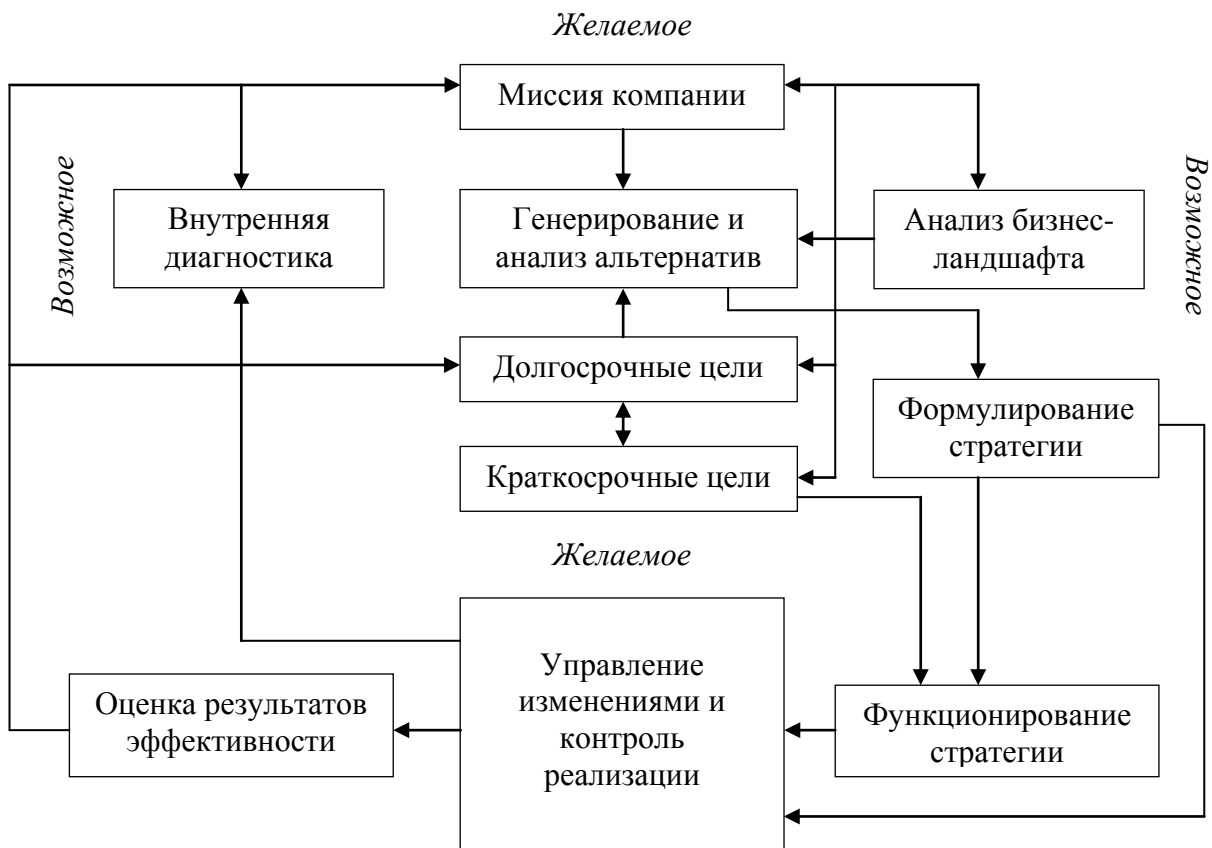 Желаемое
Миссия компании
Возможное
Внутренняя
диагностика
Генерирование и
анализ альтернатив
Анализ бизнес-
ландшафта
Возможное
Долгосрочные цели
Формулирование
стратегии
Краткосрочные цели
Желаемое
Управление
изменениями и
контроль
реализации
Оценка результатов
эффективности
Функционирование
стратегии